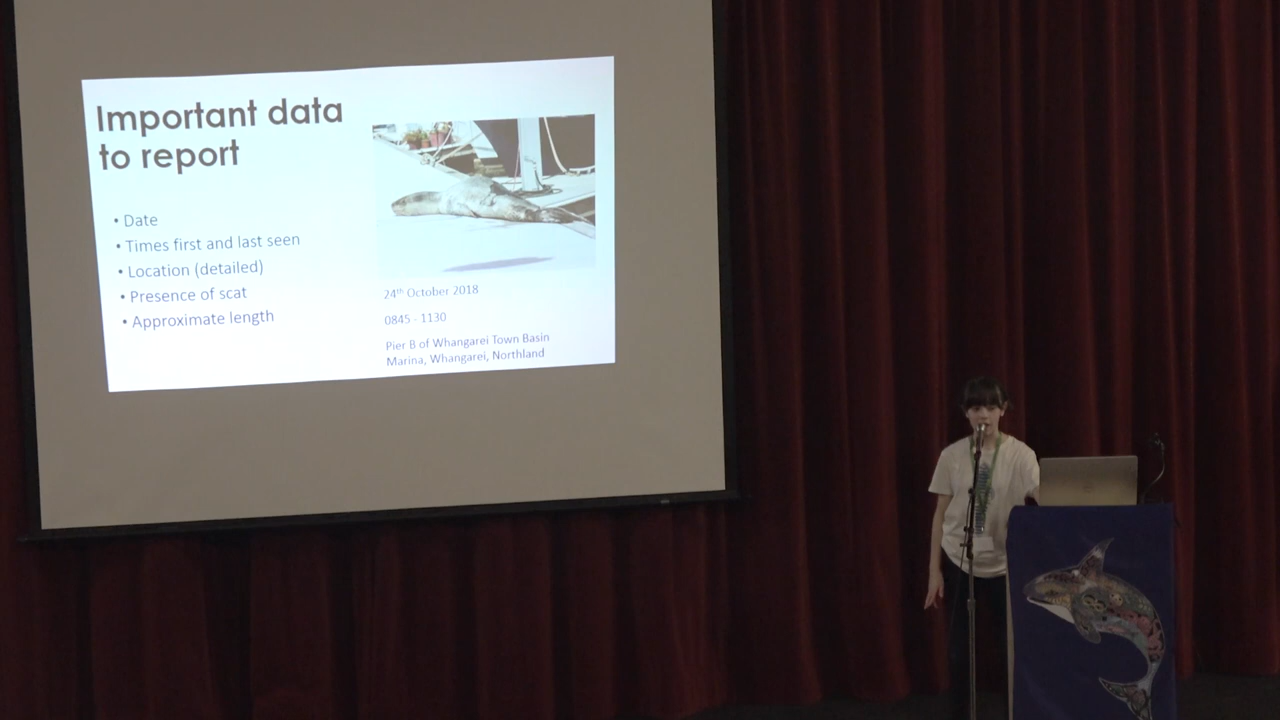 Important data
to report
• Date
• Times first and last seen
• Location (detailed)
• Presence of scat
• Approximate length
24th October 2018
0845 - 1130
Pier B of Whangarei Town Basin
Marina, Whangarei, Northland